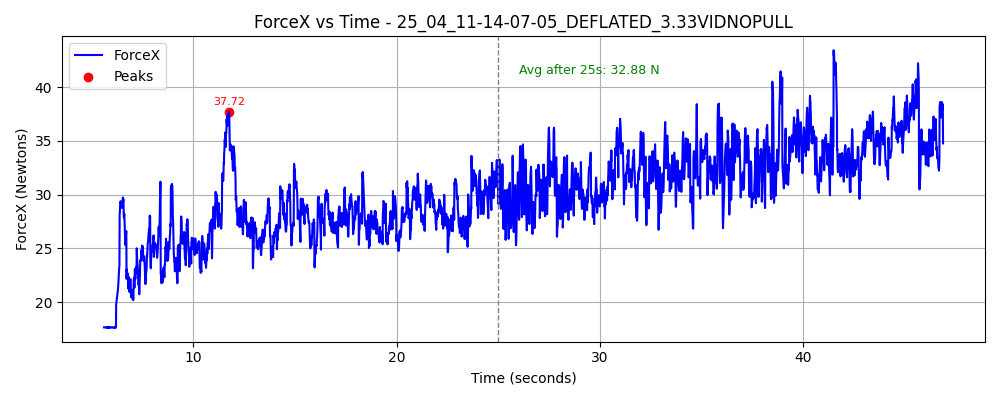 ForceX vs Time - 25_04_11-14-07-05_DEFLATED_3.33VIDNOPULL
ForceX
Peaks
Avg after 25s: 32.88 N
37.72
ForceX (Newtons)
40
35
30
25
20
10
20
30
40
Time (seconds)